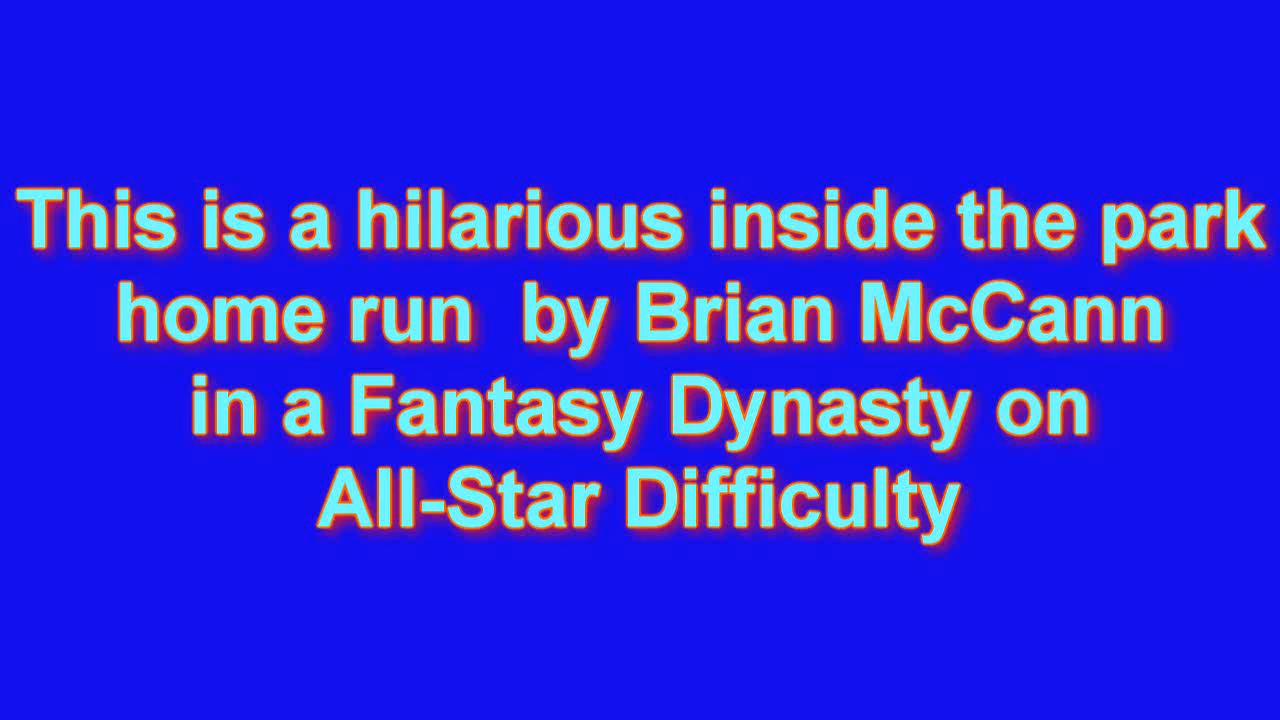 This is a hilarious inside the park
home run  by Brian McCann
in a Fantasy Dynasty on
All-Star Difficulty